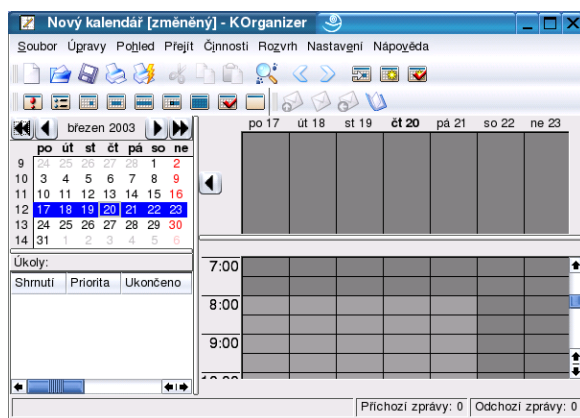 Nový kalendář [změněný] - KOrganizer
Soubor Úpravy Pohled Přejít Činnosti Rozvrh Nastavení Nápověda
březen 2003
po út st čt pá so ne
9 24 25 26 27 28 1 2
10 3 4 5 6 7 8 9
11 10 11 12 13 14 15 16
12 17 18 19 20 21 22 23
13 24 25 26 27 28 29 30
14 31 1 2 3 4 5 6
Úkoly:
Shrnutí Priorita Ukončeno
po 17 út 18 st 19 čt 20 pá 21 so 22 ne 23
7:00
8:00
9:00
Příchozí zprávy: 0 Odchozí zprávy: 0